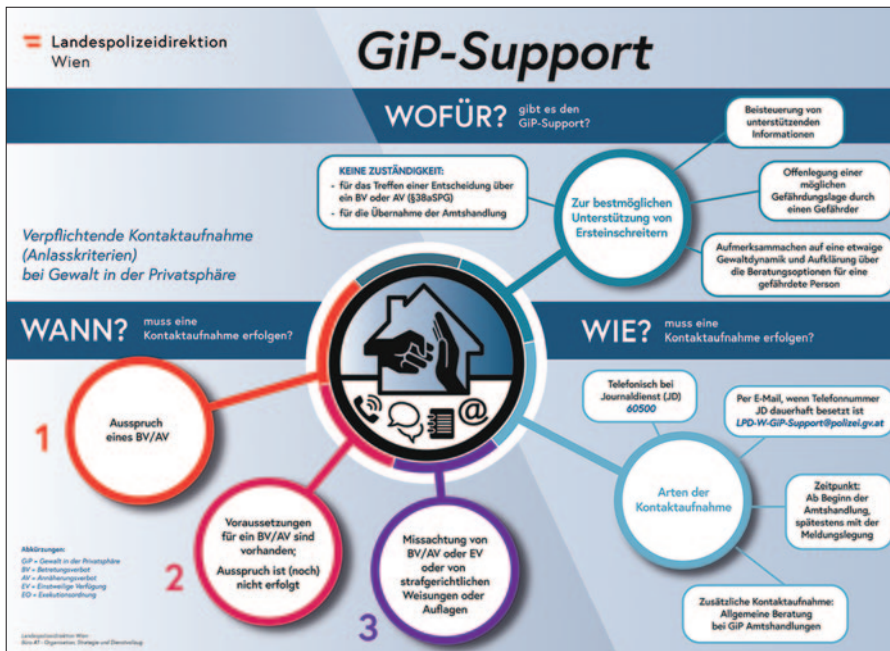 Landespolizeidirektion
Wien
GiP-Support
WOFÜR?
gibt es den
GiP-Support?
Beisteuerung von
unterstützenden
Informationen
KEINE ZUSTÄNDIGKEIT:
- für das Treffen einer Entscheidung über
ein BV oder AV (§38aSPG)
- für die Übernahme der Amtshandlung
Zur bestmöglichen
Unterstützung von
Ersteinschreitern
Offenlegung einer
möglichen
Gefährdungslage durch
einen Gefährder
Aufmerksammachen auf eine etwaige
Gewaltdynamik und Aufklärung über
die Beratungsoptionen für eine
gefährdete Person
Verpflichtende Kontaktaufnahme
(Anlasskriterien)
bei Gewalt in der Privatsphäre
WANN?
muss eine
Kontaktaufnahme erfolgen?
WIE?
muss eine
Kontaktaufnahme erfolgen?
1
Ausspruch
eines BV/AV
2
Voraussetzungen
für ein BV/AV sind
vorhanden;
Ausspruch ist (noch)
nicht erfolgt
3
Missachtung von
BV/AV oder EV
oder von
strafgerichtlichen
Weisungen oder
Auflagen
@
Telefonisch bei
Journaldienst (JD)
60500
Per E-Mail, wenn Telefonnummer
JD dauerhaft besetzt ist
LPD-W-GiP-Support@polizei.gv.at
Arten der
Kontaktaufnahme
Zeitpunkt:
Ab Beginn der
Amtshandlung,
spätestens mit der
Meldungslegung
Zusätzliche Kontaktaufnahme:
Allgemeine Beratung
bei GiP Amtshandlungen
Abkürzungen:
GiP = Gewalt in der Privatsphäre
BV = Betretungsverbot
AV = Annäherungsverbot
EV = Einstweilige Verfügung
EO = Exekutionsordnung
Landespolizeidirektion Wien
Büro A1 - Organisation, Strategie und Dienstvollzug